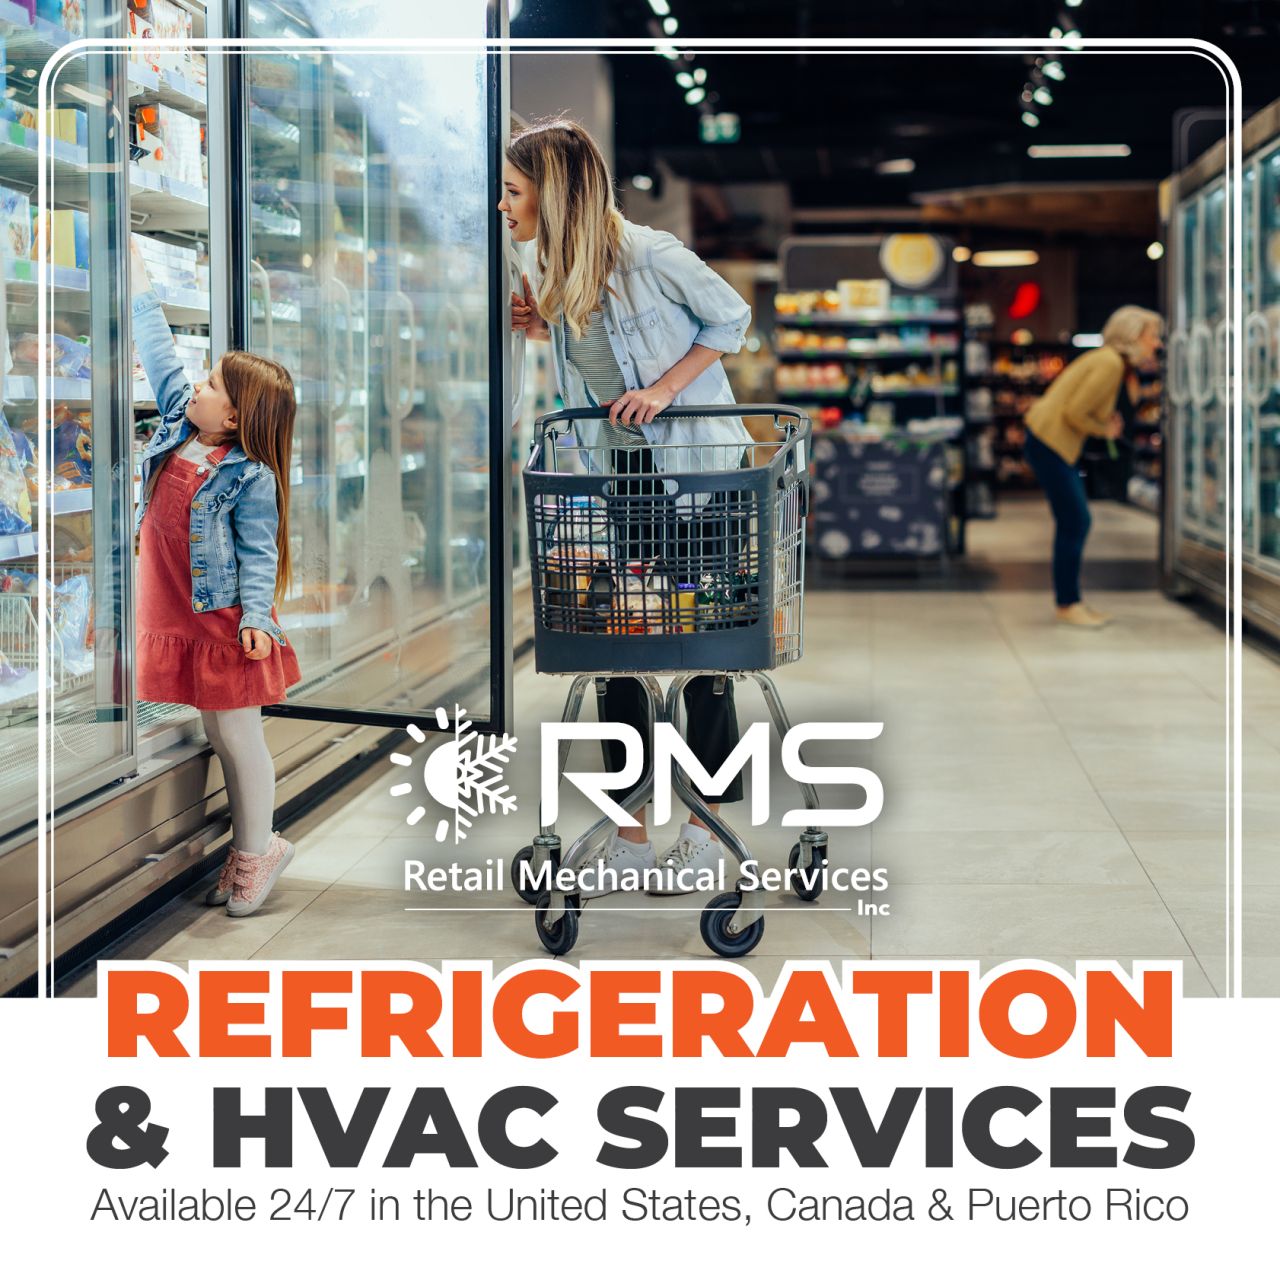 RMS
Retail Mechanical Services
Inc
REFRIGERATION
& HVAC SERVICES
Available 24/7 in the United States, Canada & Puerto Rico